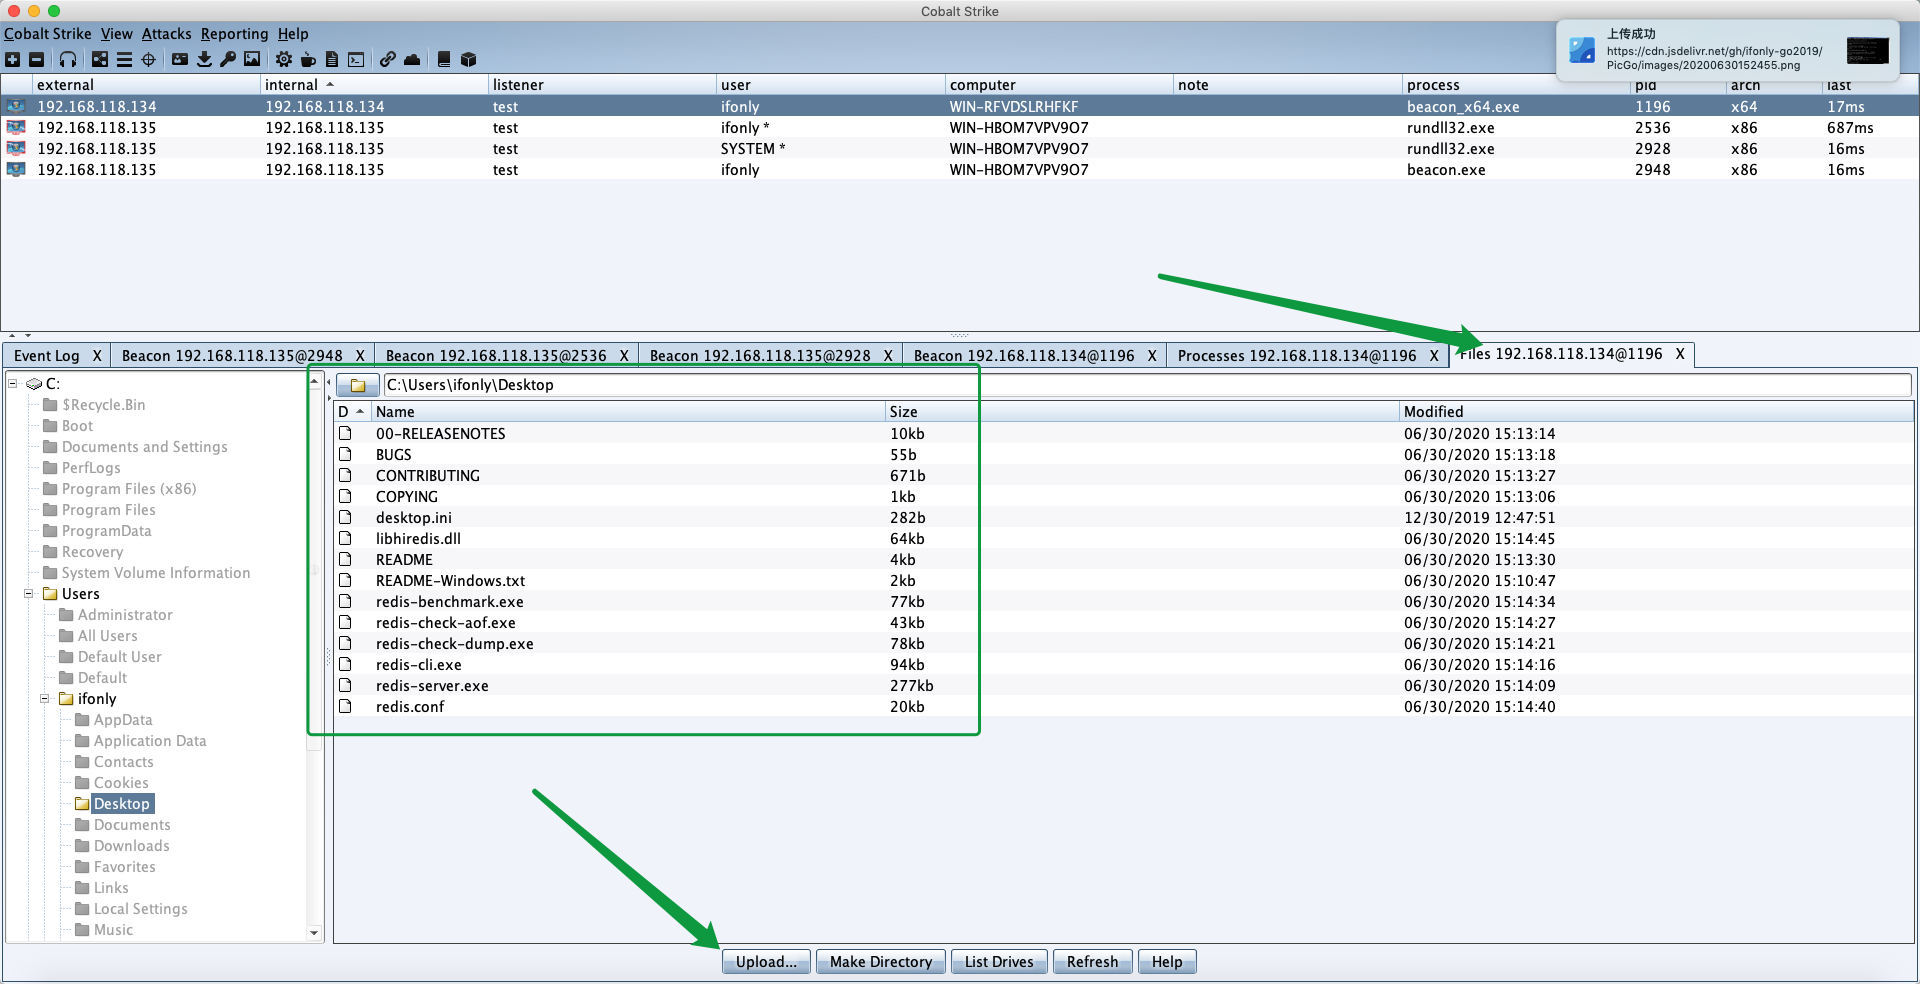 Cobalt Strike
Cobalt Strike View Attacks Reporting Help
上传成功
https://cdn.jsdelivr.net/gh/ifonly-go2019/
PicGo/images/20200630152455.png
external internal listener user computer note process pid arch last
192.168.118.134 192.168.118.134 test ifonly WIN-RFVDSLRHFKF beacon_x64.exe 1196 x64 17ms
192.168.118.135 192.168.118.135 test ifonly * WIN-HBOM7VPV9O7 rundll32.exe 2536 x86 687ms
192.168.118.135 192.168.118.135 test SYSTEM * WIN-HBOM7VPV9O7 rundll32.exe 2928 x86 16ms
192.168.118.135 192.168.118.135 test ifonly WIN-HBOM7VPV9O7 beacon.exe 2948 x86 16ms
Event Log X Beacon 192.168.118.135@2948 X Beacon 192.168.118.135@2536 X Beacon 192.168.118.135@2928 X Beacon 192.168.118.134@1196 X Processes 192.168.118.134@1196 X Files 192.168.118.134@1196 X
C:
$Recycle.Bin
Boot
Documents and Settings
PerfLogs
Program Files (x86)
Program Files
ProgramData
Recovery
System Volume Information
Users
Administrator
All Users
Default User
Default
ifonly
AppData
Application Data
Contacts
Cookies
Desktop
Documents
Downloads
Favorites
Links
Local Settings
Music
C:\Users\ifonly\Desktop
D Name Size Modified
00-RELEASENOTES 10kb 06/30/2020 15:13:14
BUGS 55b 06/30/2020 15:13:18
CONTRIBUTING 671b 06/30/2020 15:13:27
COPYING 1kb 06/30/2020 15:13:06
desktop.ini 282b 12/30/2019 12:47:51
libhiredis.dll 64kb 06/30/2020 15:14:45
README 4kb 06/30/2020 15:13:30
README-Windows.txt 2kb 06/30/2020 15:10:47
redis-benchmark.exe 77kb 06/30/2020 15:14:34
redis-check-aof.exe 43kb 06/30/2020 15:14:27
redis-check-dump.exe 78kb 06/30/2020 15:14:21
redis-cli.exe 94kb 06/30/2020 15:14:16
redis-server.exe 277kb 06/30/2020 15:14:09
redis.conf 20kb 06/30/2020 15:14:40
Upload... Make Directory List Drives Refresh Help